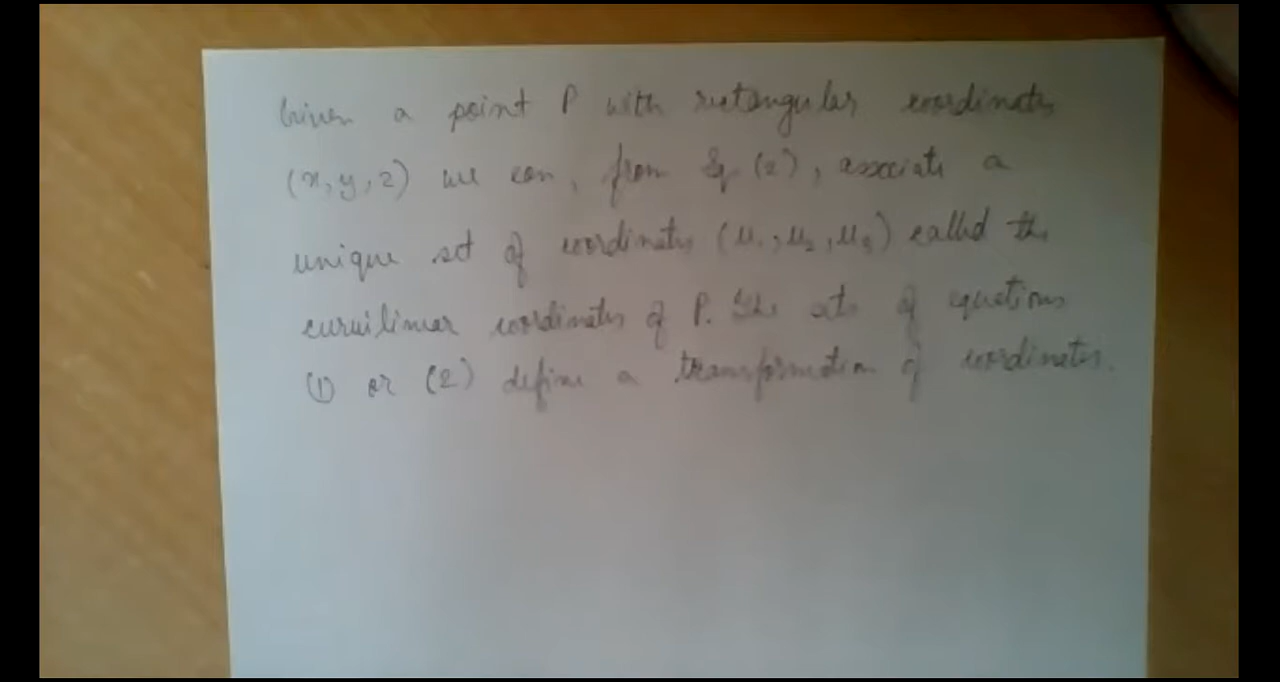 Given a point P with rectangular coordinates
(x, y, z) we can, from Eq (2), associate a
unique set of coordinates (u₁, u₂, u₃) called the
curvilinear coordinates of P. The sets of equations
(1) or (2) define a transformation of coordinates.